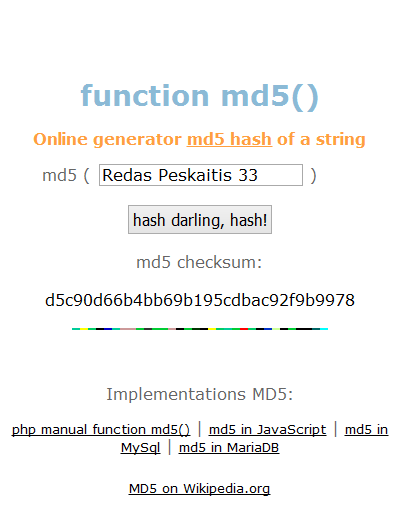 function md5()
Online generator md5 hash of a string
md5 ( Redas Peskaitis 33 )
hash darling, hash!
md5 checksum:
d5c90d66b4bb69b195cdbac92f9b9978
Implementations MD5:
php manual function md5() | md5 in JavaScript | md5 in
MySql | md5 in MariaDB
MD5 on Wikipedia.org